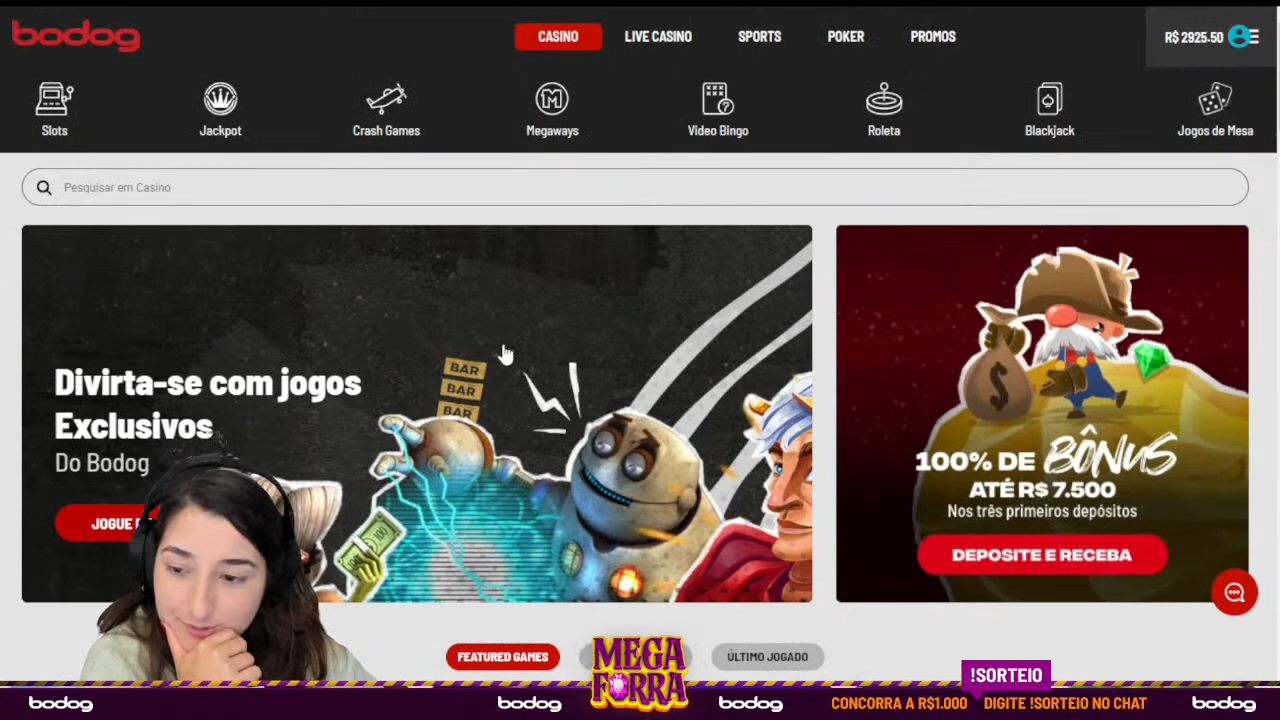 bodog
CASINO
LIVE CASINO
SPORTS
POKER
PROMOS
R$ 2925.50
Slots
Jackpot
Crash Games
Megaways
Video Bingo
Roleta
Blackjack
Jogos de Mesa
Pesquisar em Casino
Divirta-se com jogos
Exclusivos
Do Bodog
JOGUE
BAR
BAR
BAR
100
$
100% DE BÔNUS
ATÉ R$ 7.500
Nos três primeiros depósitos
DEPOSITE E RECEBA
FEATURED GAMES
ÚLTIMO JOGADO
MEGA
FORRA
!SORTEIO
bodog
bodog
bodog
CONCORRA A R$1.000
DIGITE !SORTEIO NO CHAT
bodog